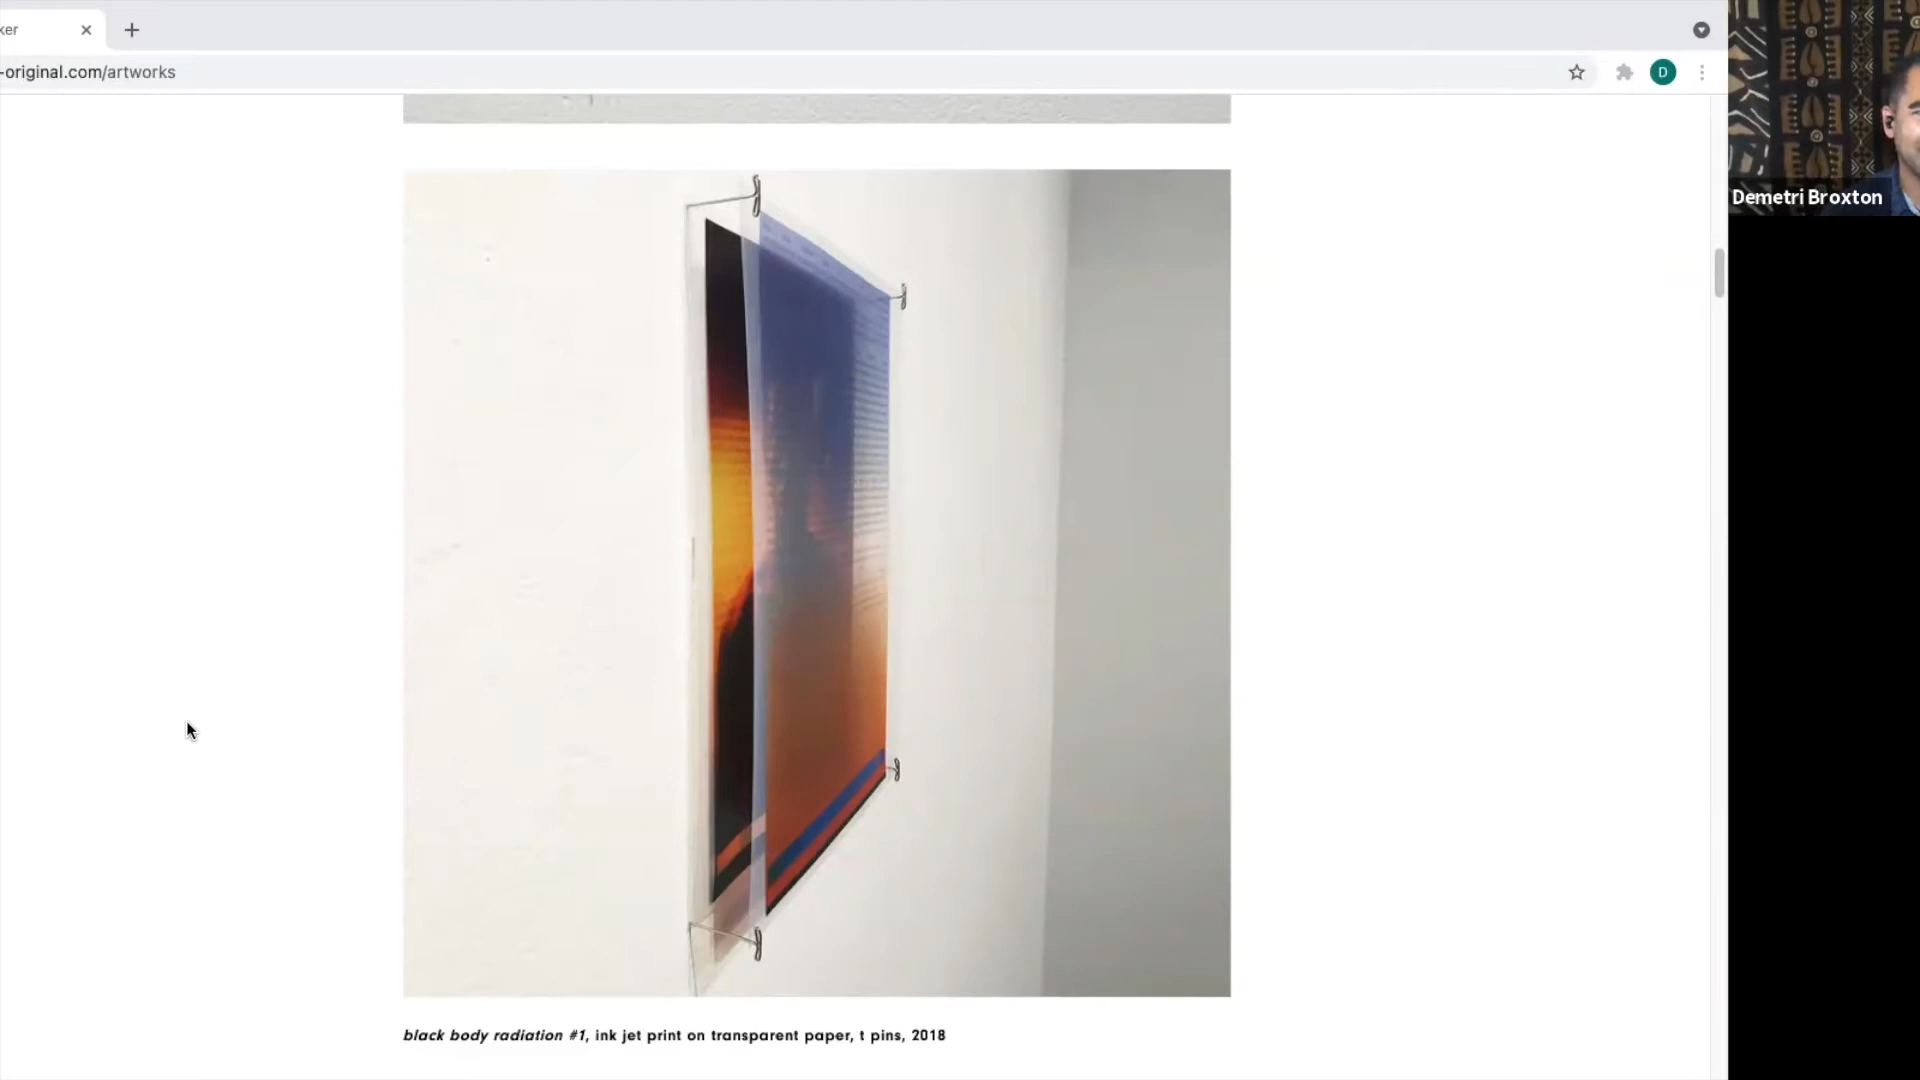 ker
-original.com/artworks
D
Demetri Broxton
black body radiation #1, ink jet print on transparent paper, t pins, 2018